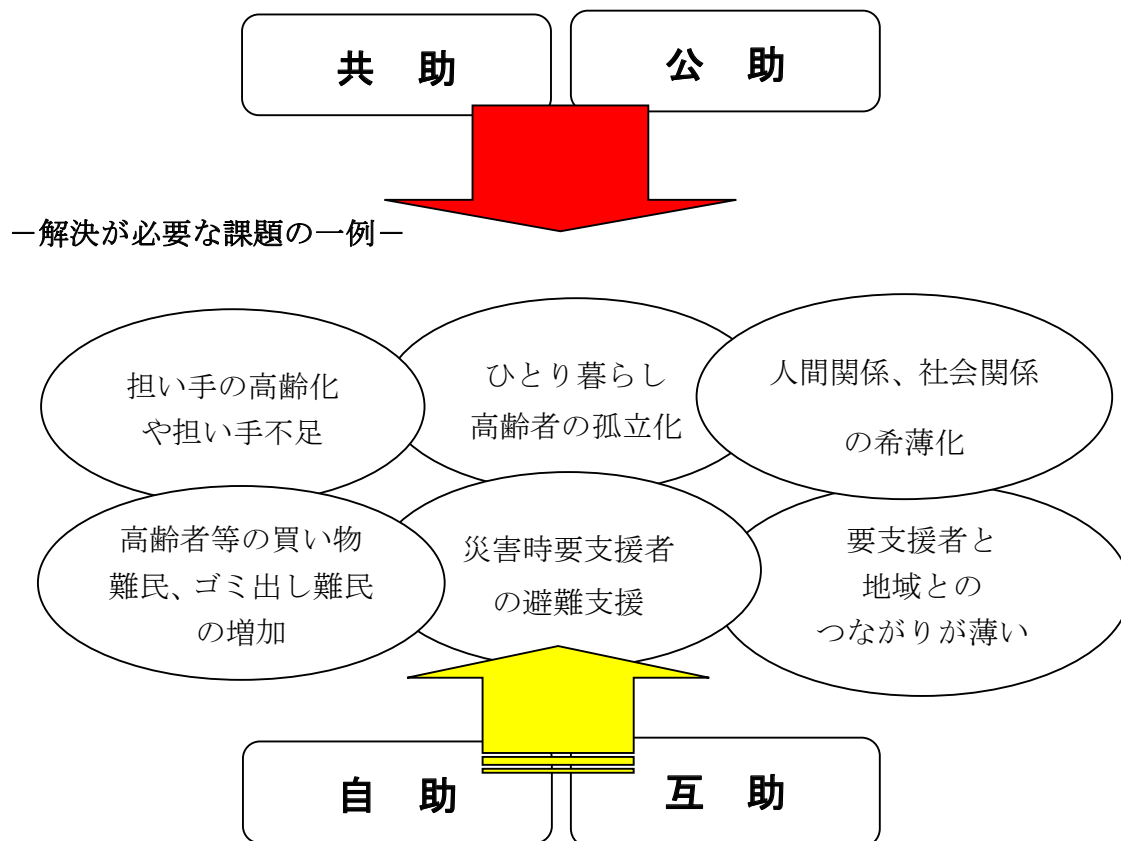 共　助
公　助
－解決が必要な課題の一例－
担い手の高齢化
や担い手不足
ひとり暮らし
高齢者の孤立化
人間関係、社会関係
の希薄化
高齢者等の買い物
難民、ゴミ出し難民
の増加
災害時要支援者
の避難支援
要支援者と
地域との
つながりが薄い
自　助
互　助